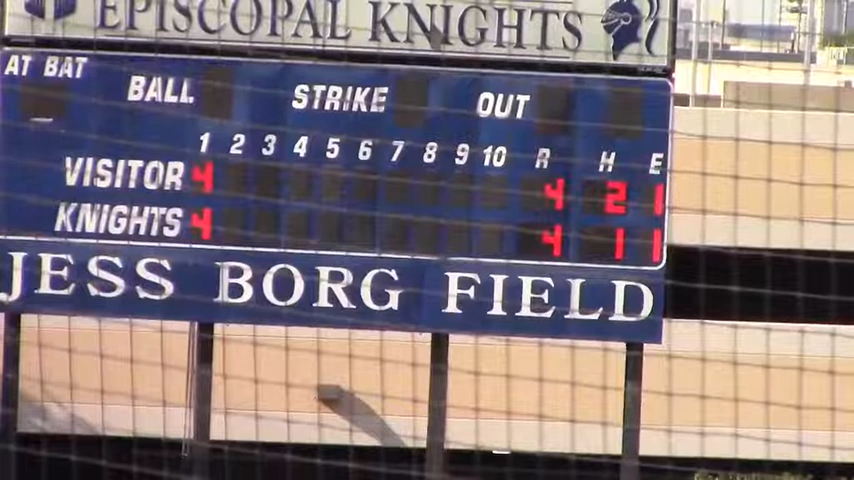 EPISCOPAL KNIGHTS
AT BAT BALL STRIKE OUT
1 2 3 4 5 6 7 8 9 10 R H E
VISITOR 4 4 2 1
KNIGHTS 4 4 1 1
JESS BORG FIELD